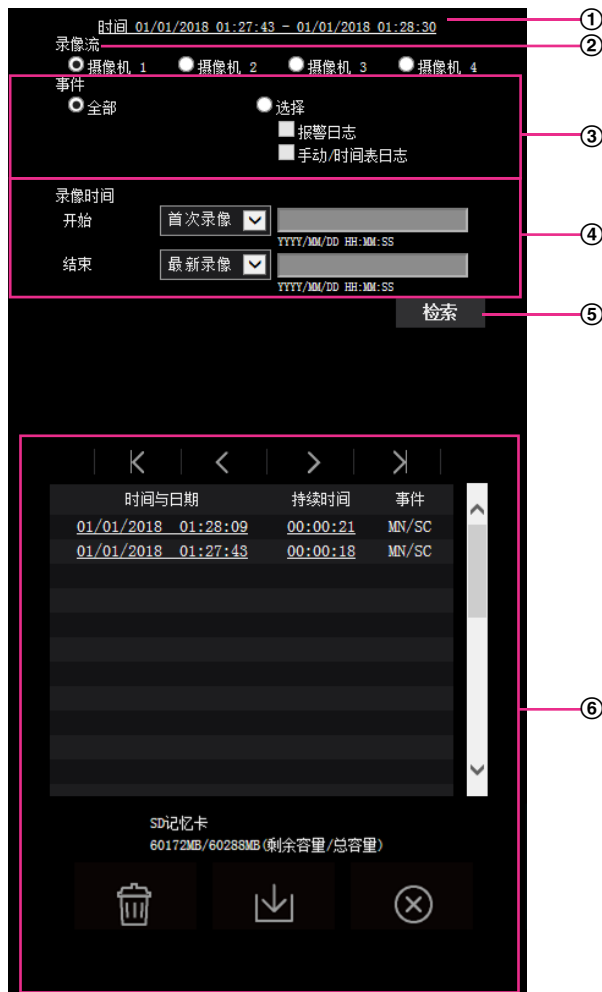 时间 01/01/2018 01:27:43 - 01/01/2018 01:28:30
①
录像流
②
摄像机 1 摄像机 2 摄像机 3 摄像机 4
事件
全部 选择
报警日志
③
手动/时间表日志
录像时间
开始 首次录像
YYYY/MM/DD HH:MM:SS
④
结束 最新录像
YYYY/MM/DD HH:MM:SS
检索
⑤
时间与日期 持续时间 事件
01/01/2018 01:28:09 00:00:21 MN/SC
01/01/2018 01:27:43 00:00:18 MN/SC
⑥
SD记忆卡
60172MB/60288MB(剩余容量/总容量)